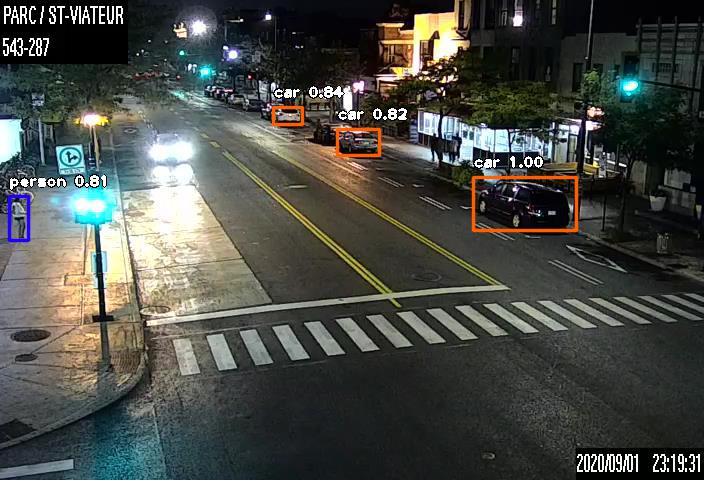 PARC / ST-VIATEUR
543-287
car 0.84
car 0.82
car 1.00
person 0.81
2020/09/01 23:19:31